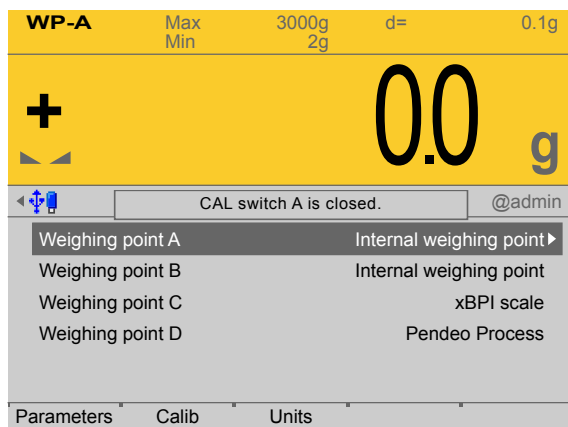 WP-A Max 3000g d= 0.1g
Min 2g
+ 0.0 g
CAL switch A is closed. @admin
Weighing point A Internal weighing point
Weighing point B Internal weighing point
Weighing point C xBPI scale
Weighing point D Pendeo Process
Parameters Calib Units